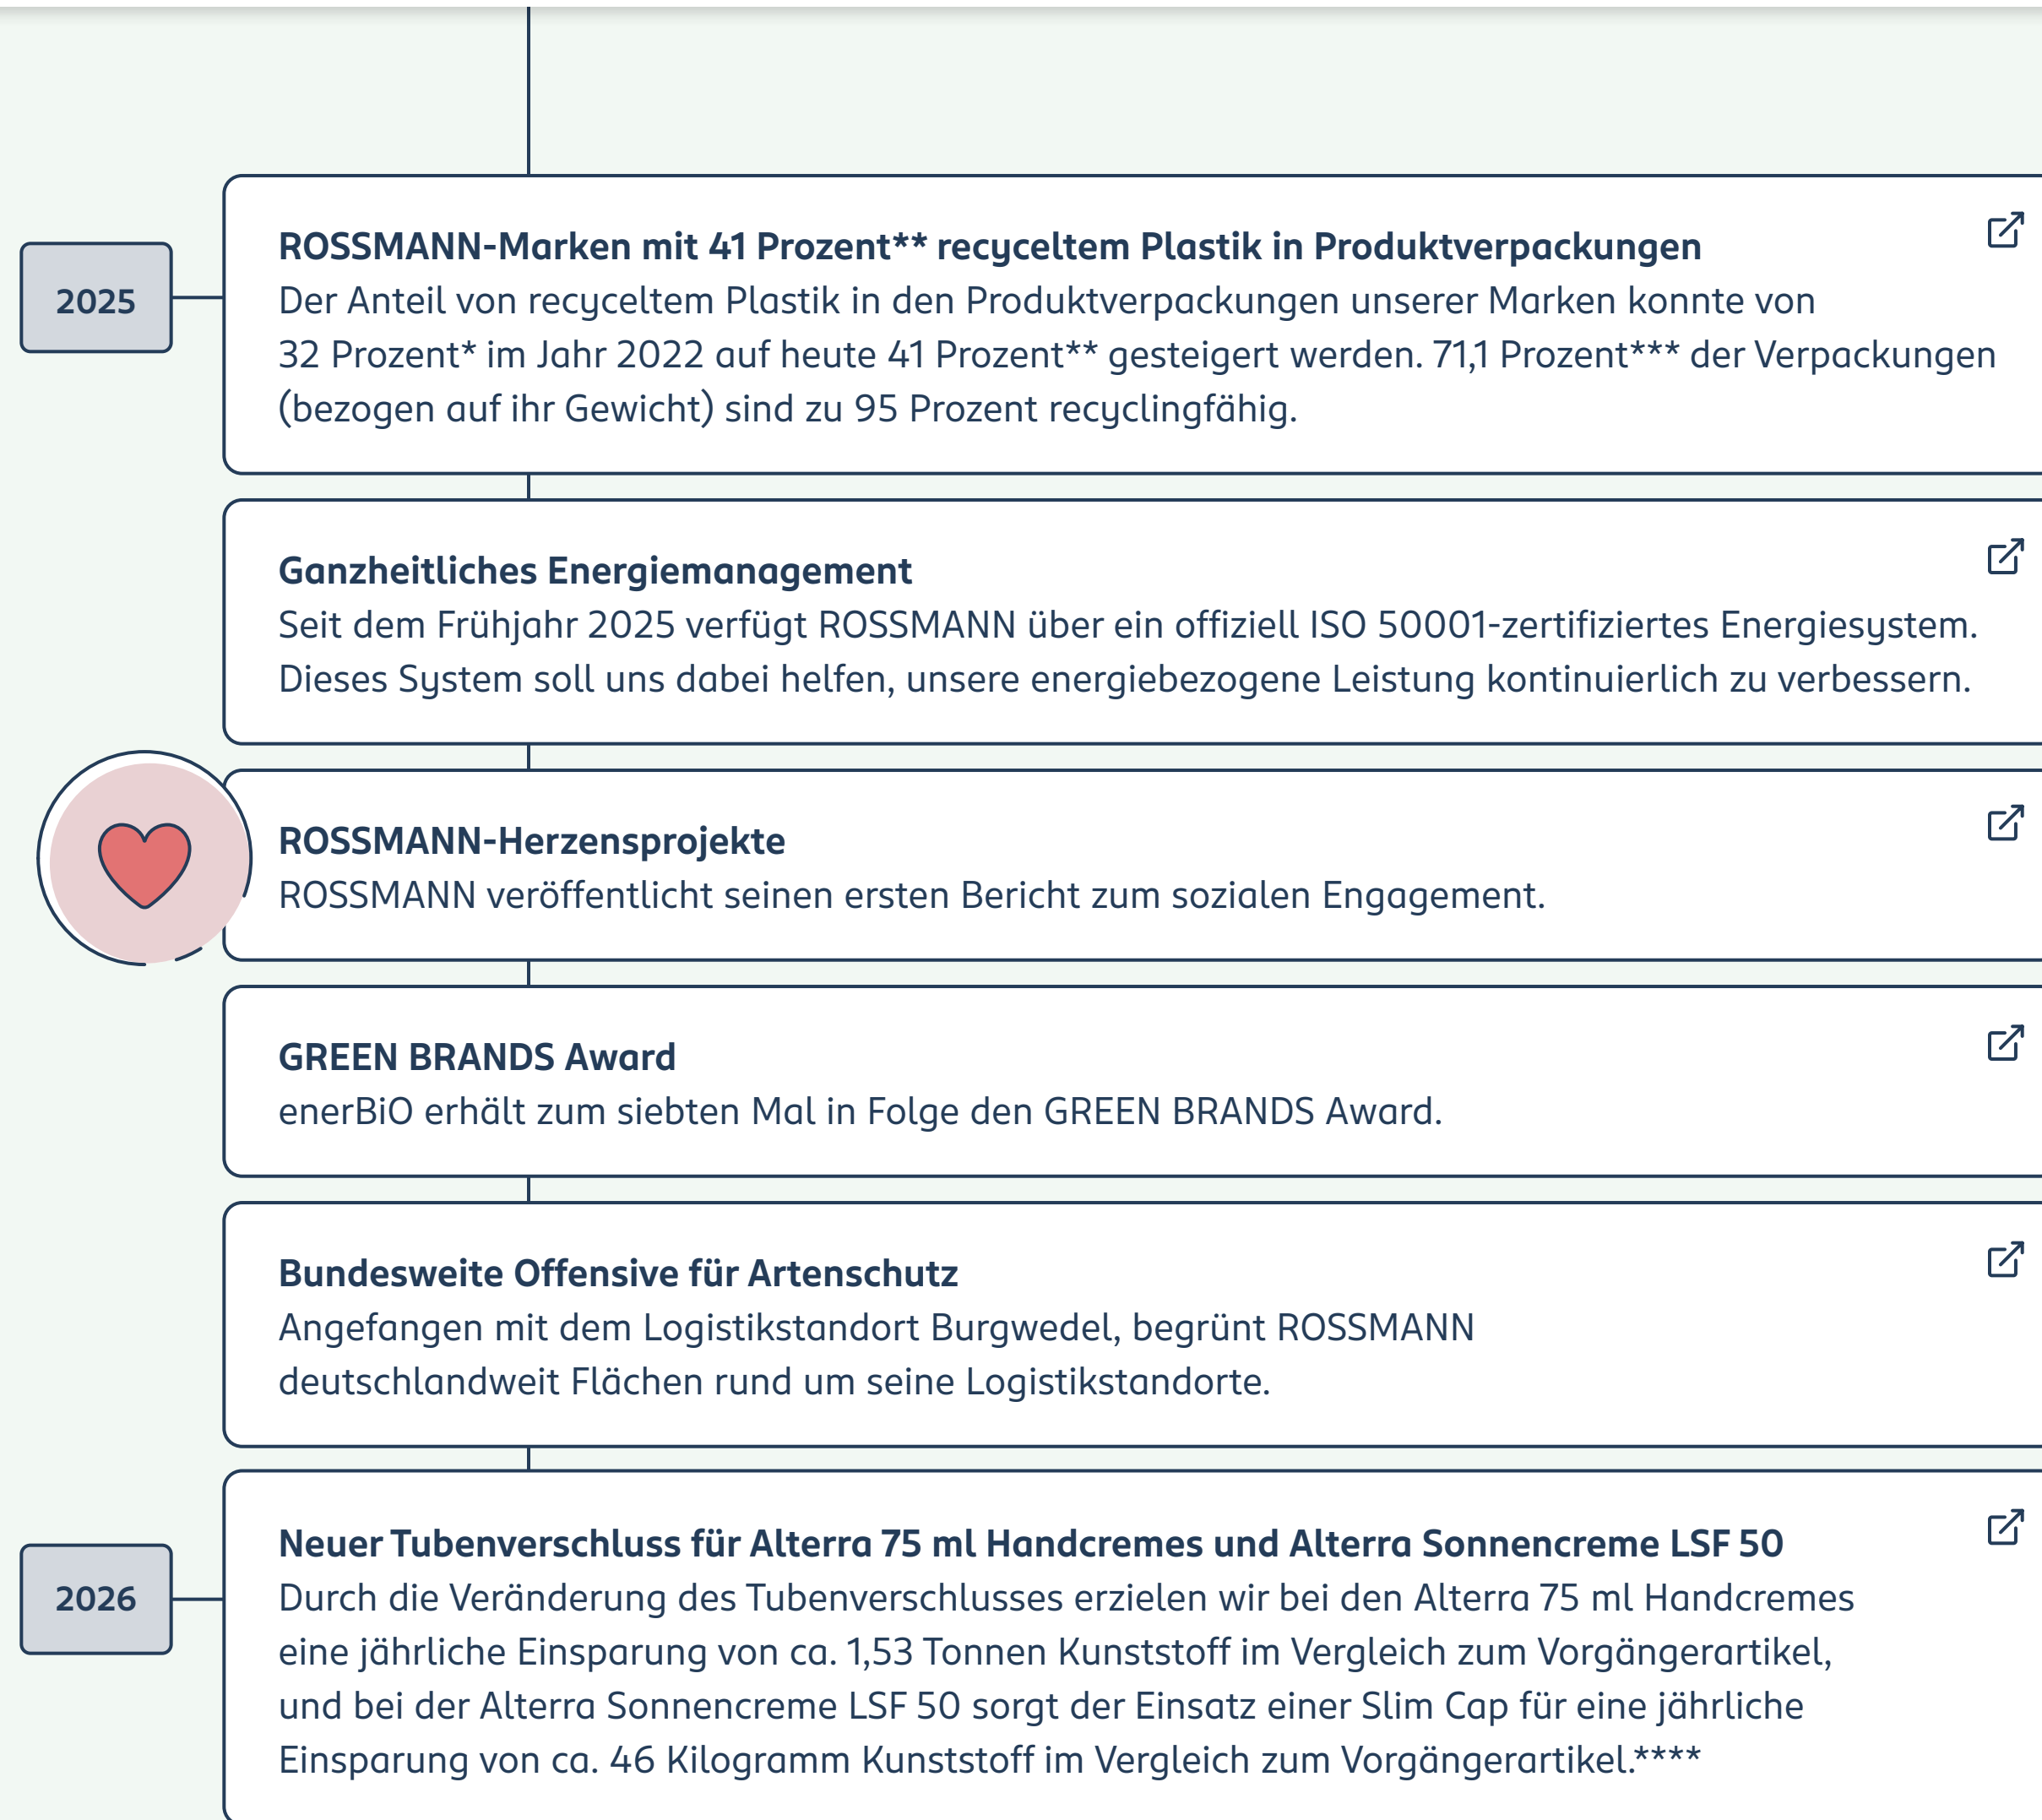 2025
ROSSMANN-Marken mit 41 Prozent** recyceltem Plastik in Produktverpackungen
Der Anteil von recyceltem Plastik in den Produktverpackungen unserer Marken konnte von
32 Prozent* im Jahr 2022 auf heute 41 Prozent** gesteigert werden. 71,1 Prozent*** der Verpackungen
(bezogen auf ihr Gewicht) sind zu 95 Prozent recyclingfähig.
Ganzheitliches Energiemanagement
Seit dem Frühjahr 2025 verfügt ROSSMANN über ein offiziell ISO 50001-zertifiziertes Energiesystem.
Dieses System soll uns dabei helfen, unsere energiebezogene Leistung kontinuierlich zu verbessern.
ROSSMANN-Herzensprojekte
ROSSMANN veröffentlicht seinen ersten Bericht zum sozialen Engagement.
GREEN BRANDS Award
enerBiO erhält zum siebten Mal in Folge den GREEN BRANDS Award.
Bundesweite Offensive für Artenschutz
Angefangen mit dem Logistikstandort Burgwedel, begrünt ROSSMANN
deutschlandweit Flächen rund um seine Logistikstandorte.
2026
Neuer Tubenverschluss für Alterra 75 ml Handcremes und Alterra Sonnencreme LSF 50
Durch die Veränderung des Tubenverschlusses erzielen wir bei den Alterra 75 ml Handcremes
eine jährliche Einsparung von ca. 1,53 Tonnen Kunststoff im Vergleich zum Vorgängerartikel,
und bei der Alterra Sonnencreme LSF 50 sorgt der Einsatz einer Slim Cap für eine jährliche
Einsparung von ca. 46 Kilogramm Kunststoff im Vergleich zum Vorgängerartikel.****